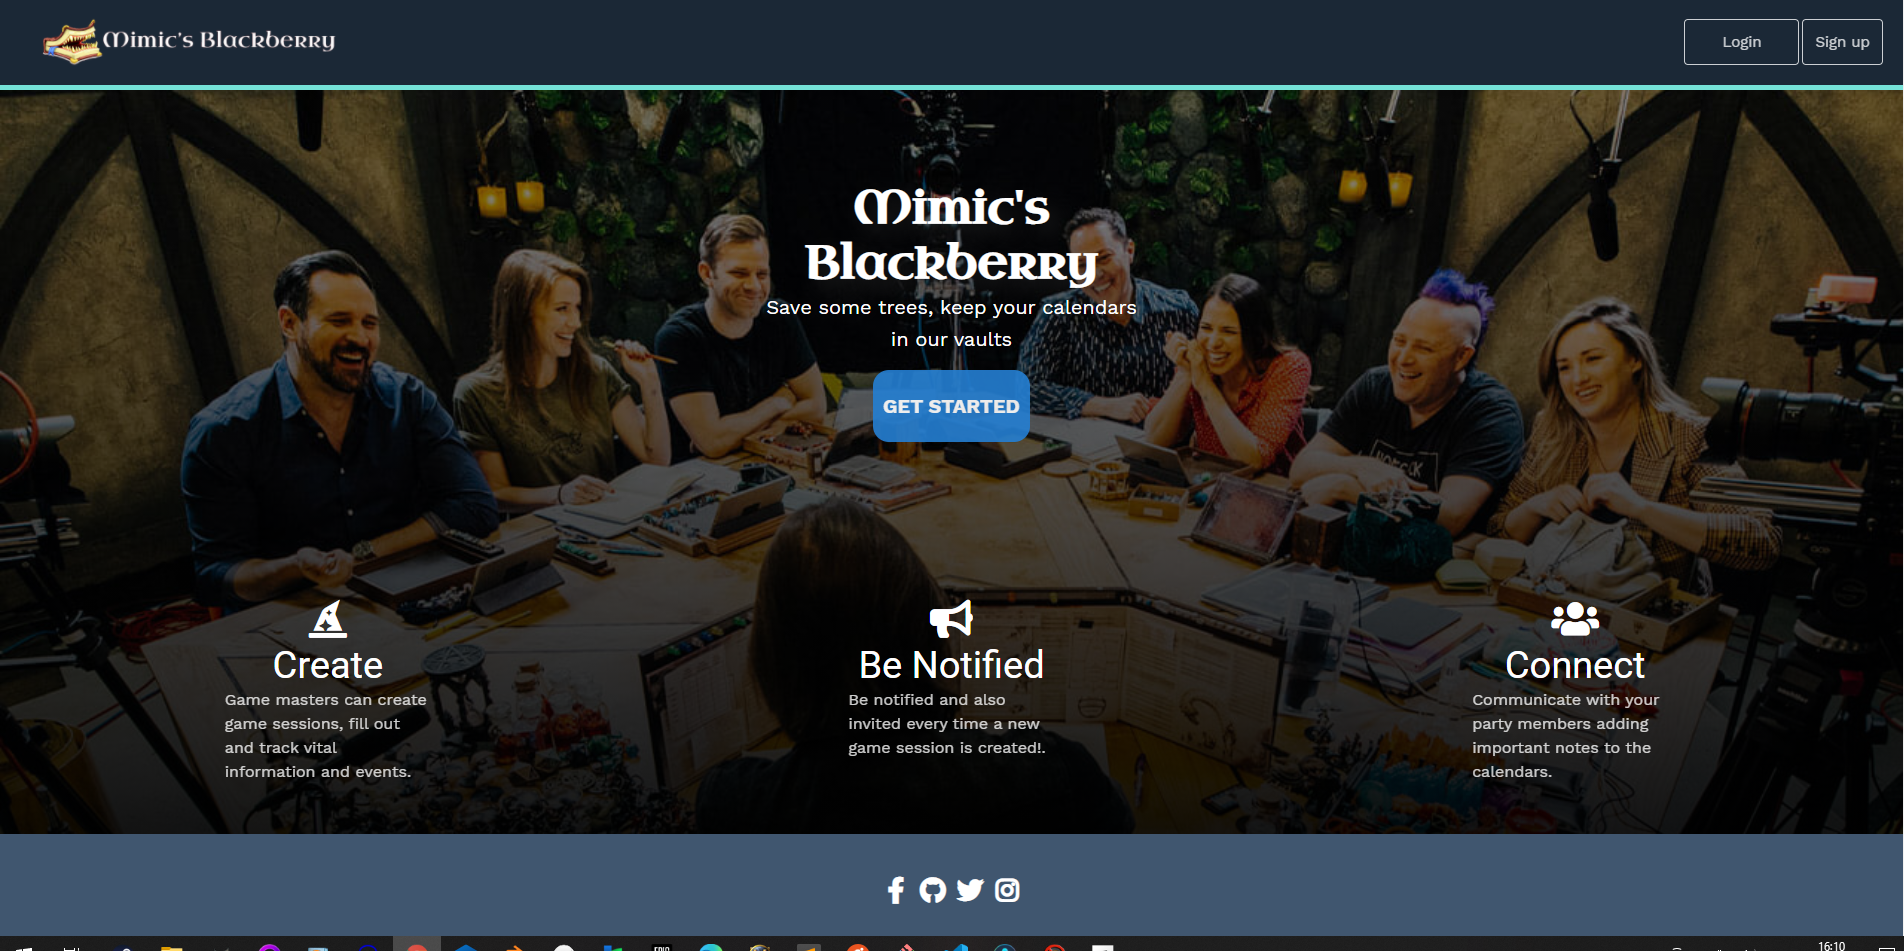 Mimic's Blackberry
Login
Sign up
Mimic's
Blackberry
Save some trees, keep your calendars
in our vaults
GET STARTED
Create
Game masters can create
game sessions, fill out
and track vital
information and events.
Be Notified
Be notified and also
invited every time a new
game session is created!.
Connect
Communicate with your
party members adding
important notes to the
calendars.
EPIC
16:10